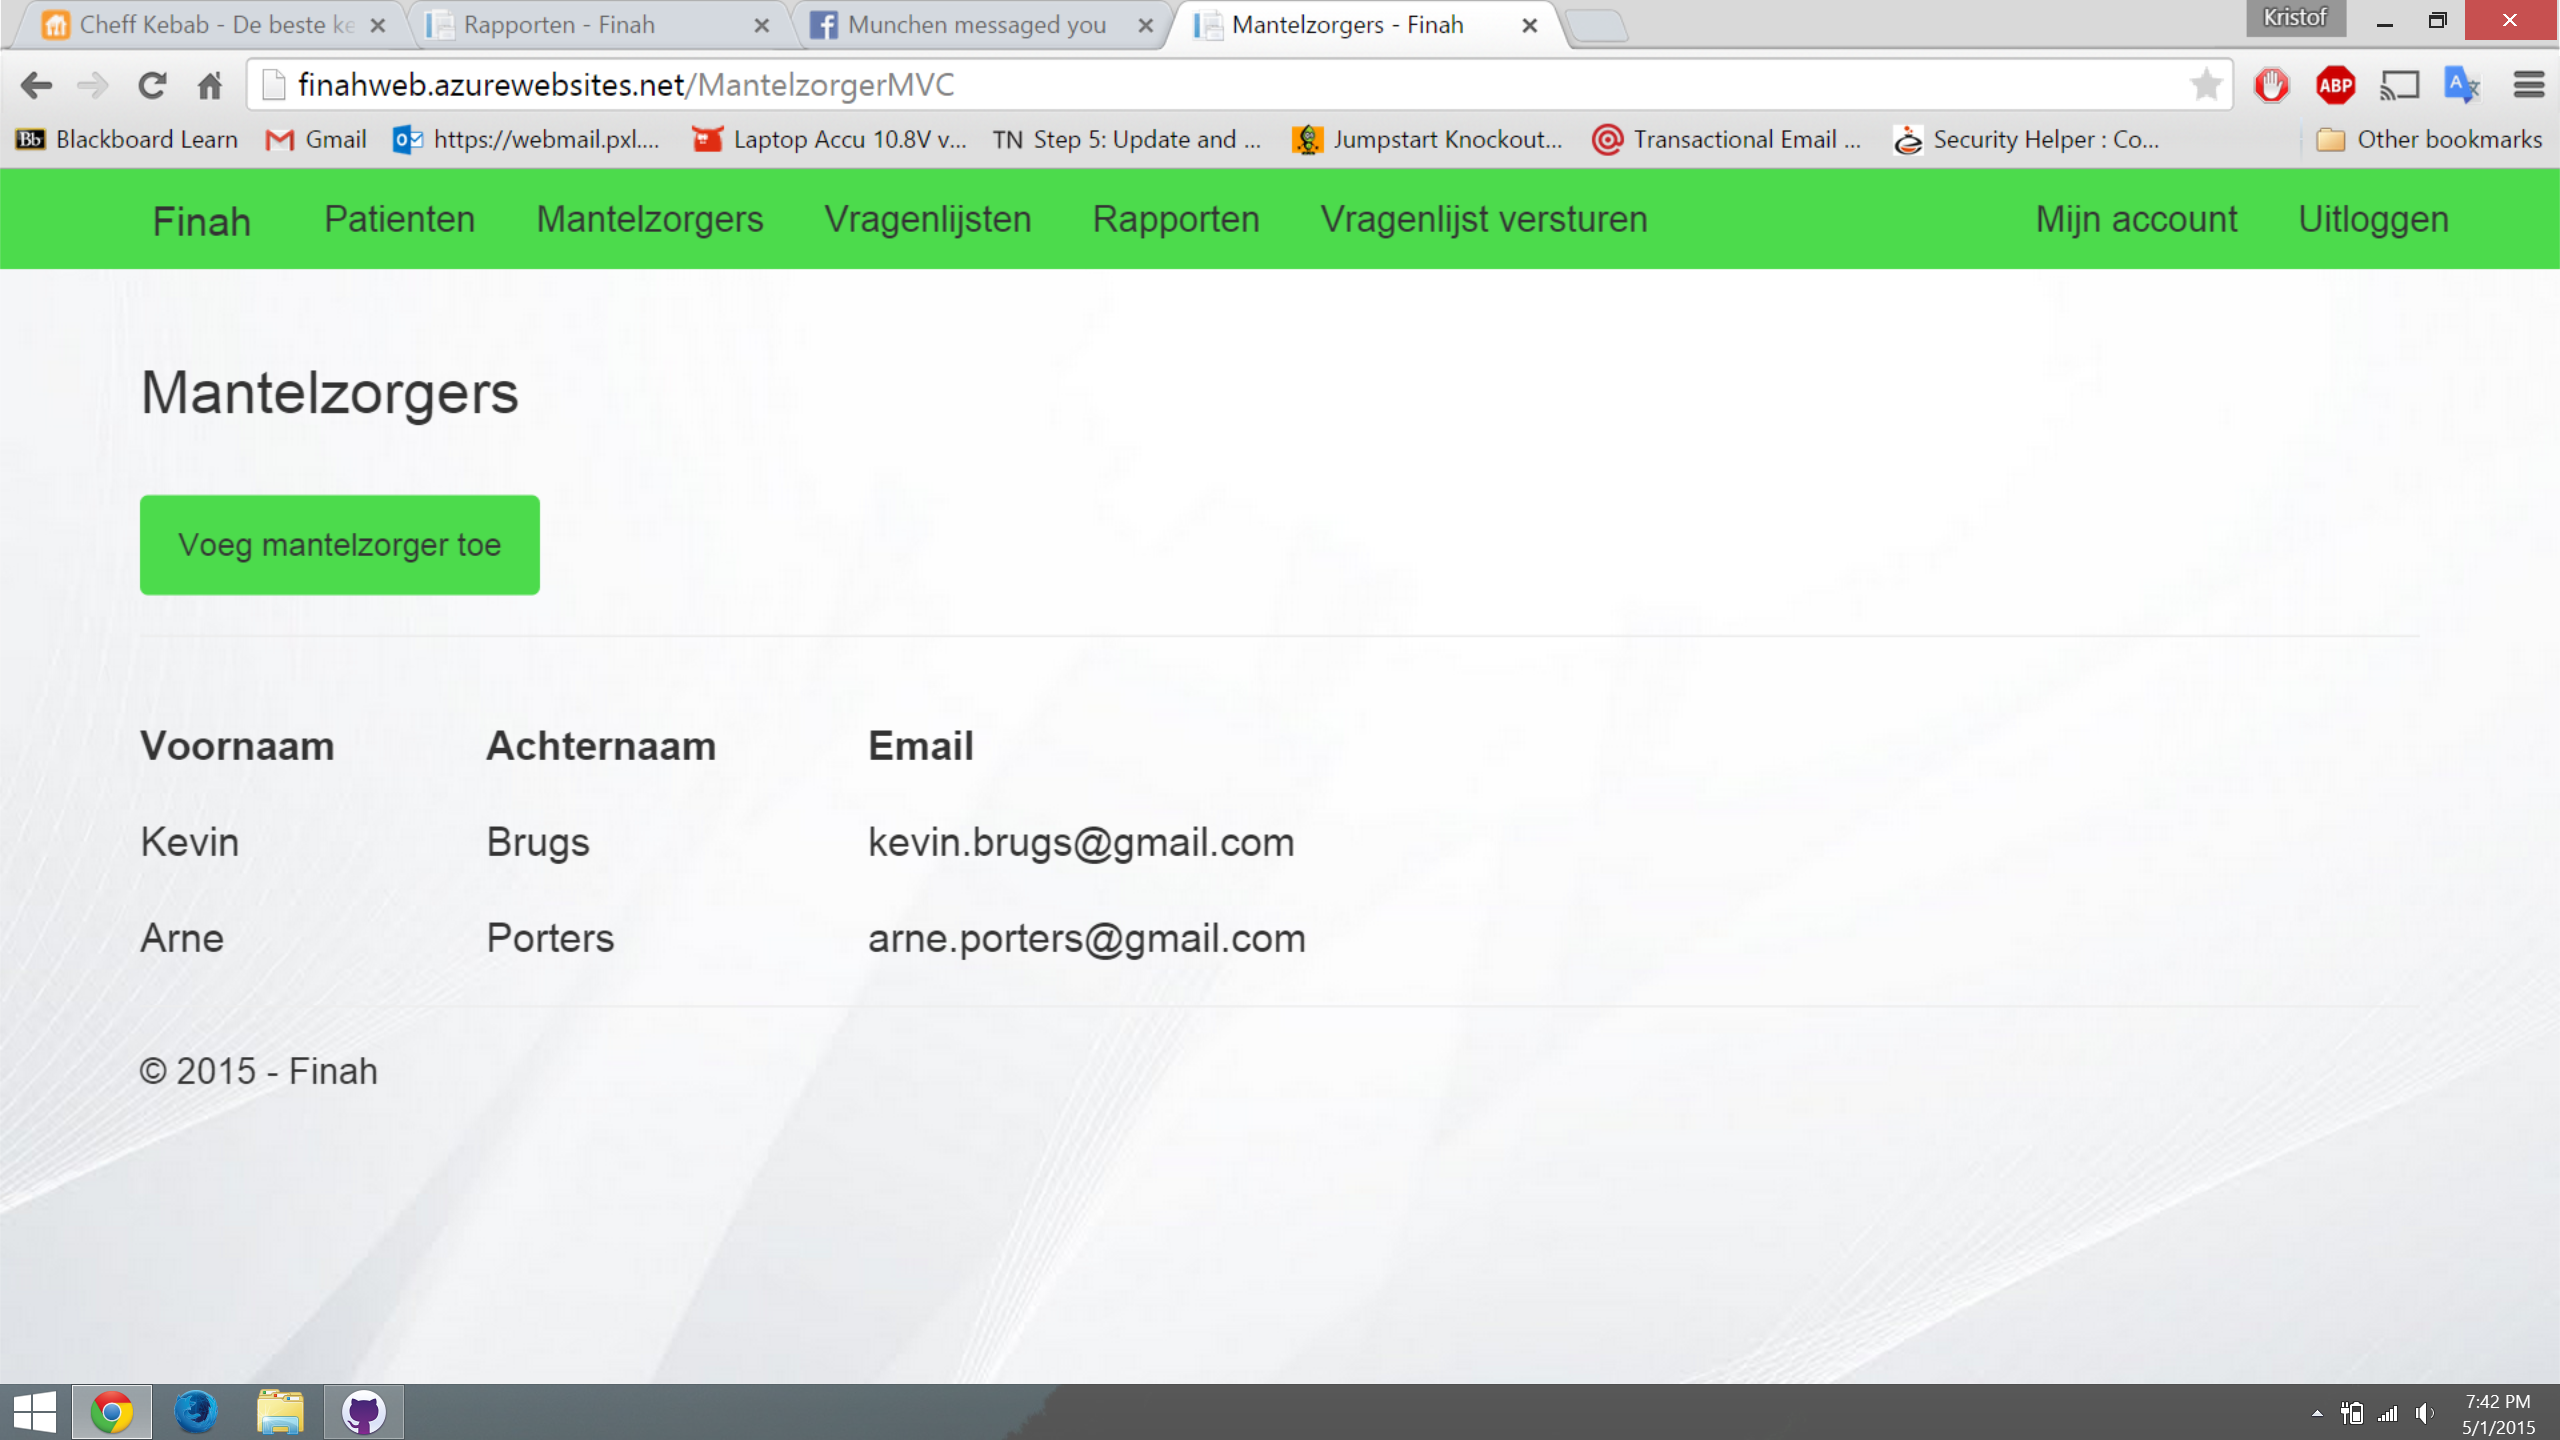 Cheff Kebab - De beste ke
Rapporten - Finah
Munchen messaged you
Mantelzorgers - Finah
Kristof
finahweb.azurewebsites.net/MantelzorgerMVC
ABP
Bb Blackboard Learn
Gmail
https://webmail.pxl....
Laptop Accu 10.8V v...
TN Step 5: Update and ...
Jumpstart Knockout...
Transactional Email ...
Security Helper : Co...
Other bookmarks
Finah
Patienten
Mantelzorgers
Vragenlijsten
Rapporten
Vragenlijst versturen
Mijn account
Uitloggen
Mantelzorgers
Voeg mantelzorger toe
Voornaam Achternaam Email
Kevin Brugs kevin.brugs@gmail.com
Arne Porters arne.porters@gmail.com
© 2015 - Finah
7:42 PM
5/1/2015